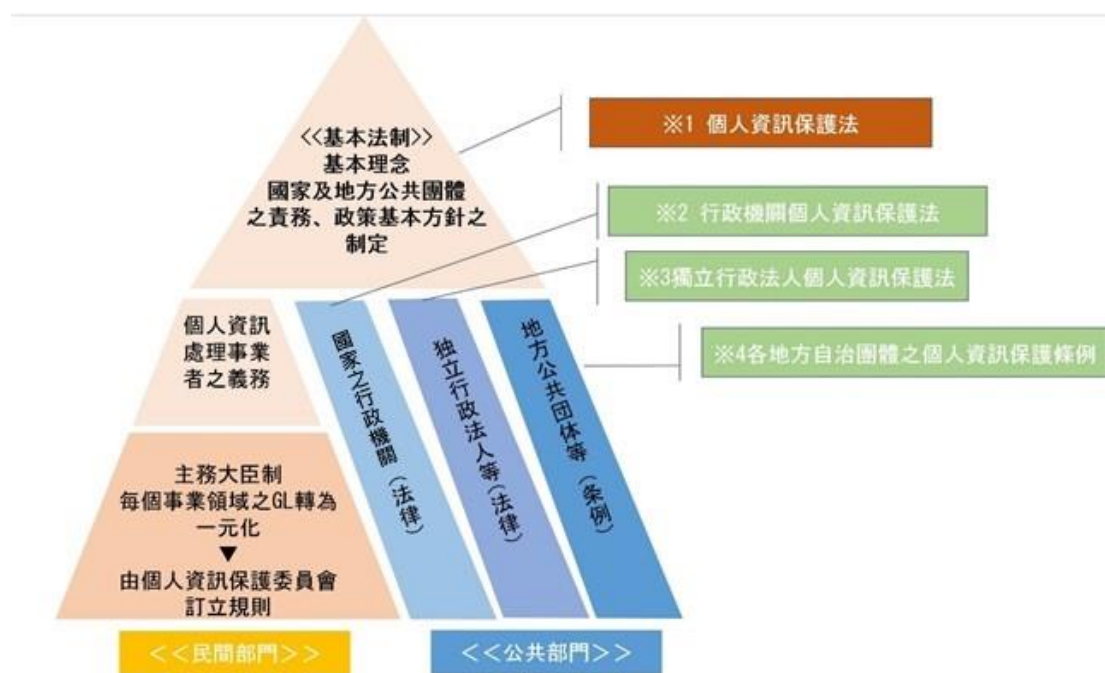 <<基本法制>>
基本理念
國家及地方公共團體
之責務、政策基本方針之
制定
※1 個人資訊保護法
※2 行政機關個人資訊保護法
※3獨立行政法人個人資訊保護法
※4各地方自治團體之個人資訊保護條例
個人資訊
處理事業
者之義務
國家之行政機關（法律）
独立行政法人等(法律)
地方公共団体等（条例）
主務大臣制
每個事業領域之GL轉為
一元化
▼
由個人資訊保護委員會
訂立規則
<<民間部門>>
<<公共部門>>